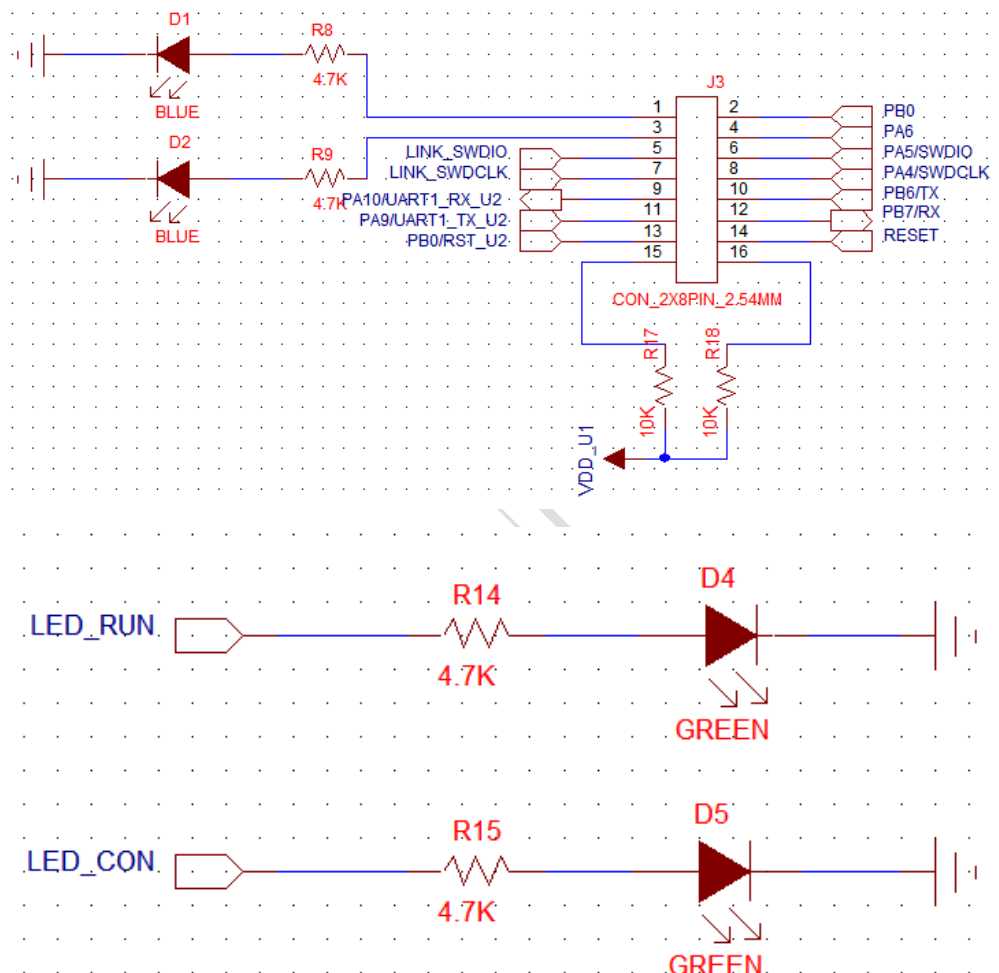 D1
R8
4.7K
BLUE
D2
R9
4.7K
BLUE
J3
1 2 PB0
3 4 PA6
LINK_SWDIO 5 6 PA5/SWDIO
LINK_SWDCLK 7 8 PA4/SWDCLK
PA10/UART1_RX_U2 9 10 PB6/TX
PA9/UART1_TX_U2 11 12 PB7/RX
PB0/RST_U2 13 14 RESET
15 16
CON_2X8PIN_2.54MM
R17
10K
R18
10K
VDD_U1
LED_RUN
R14
4.7K
D4
GREEN
LED_CON
R15
4.7K
D5
GREEN